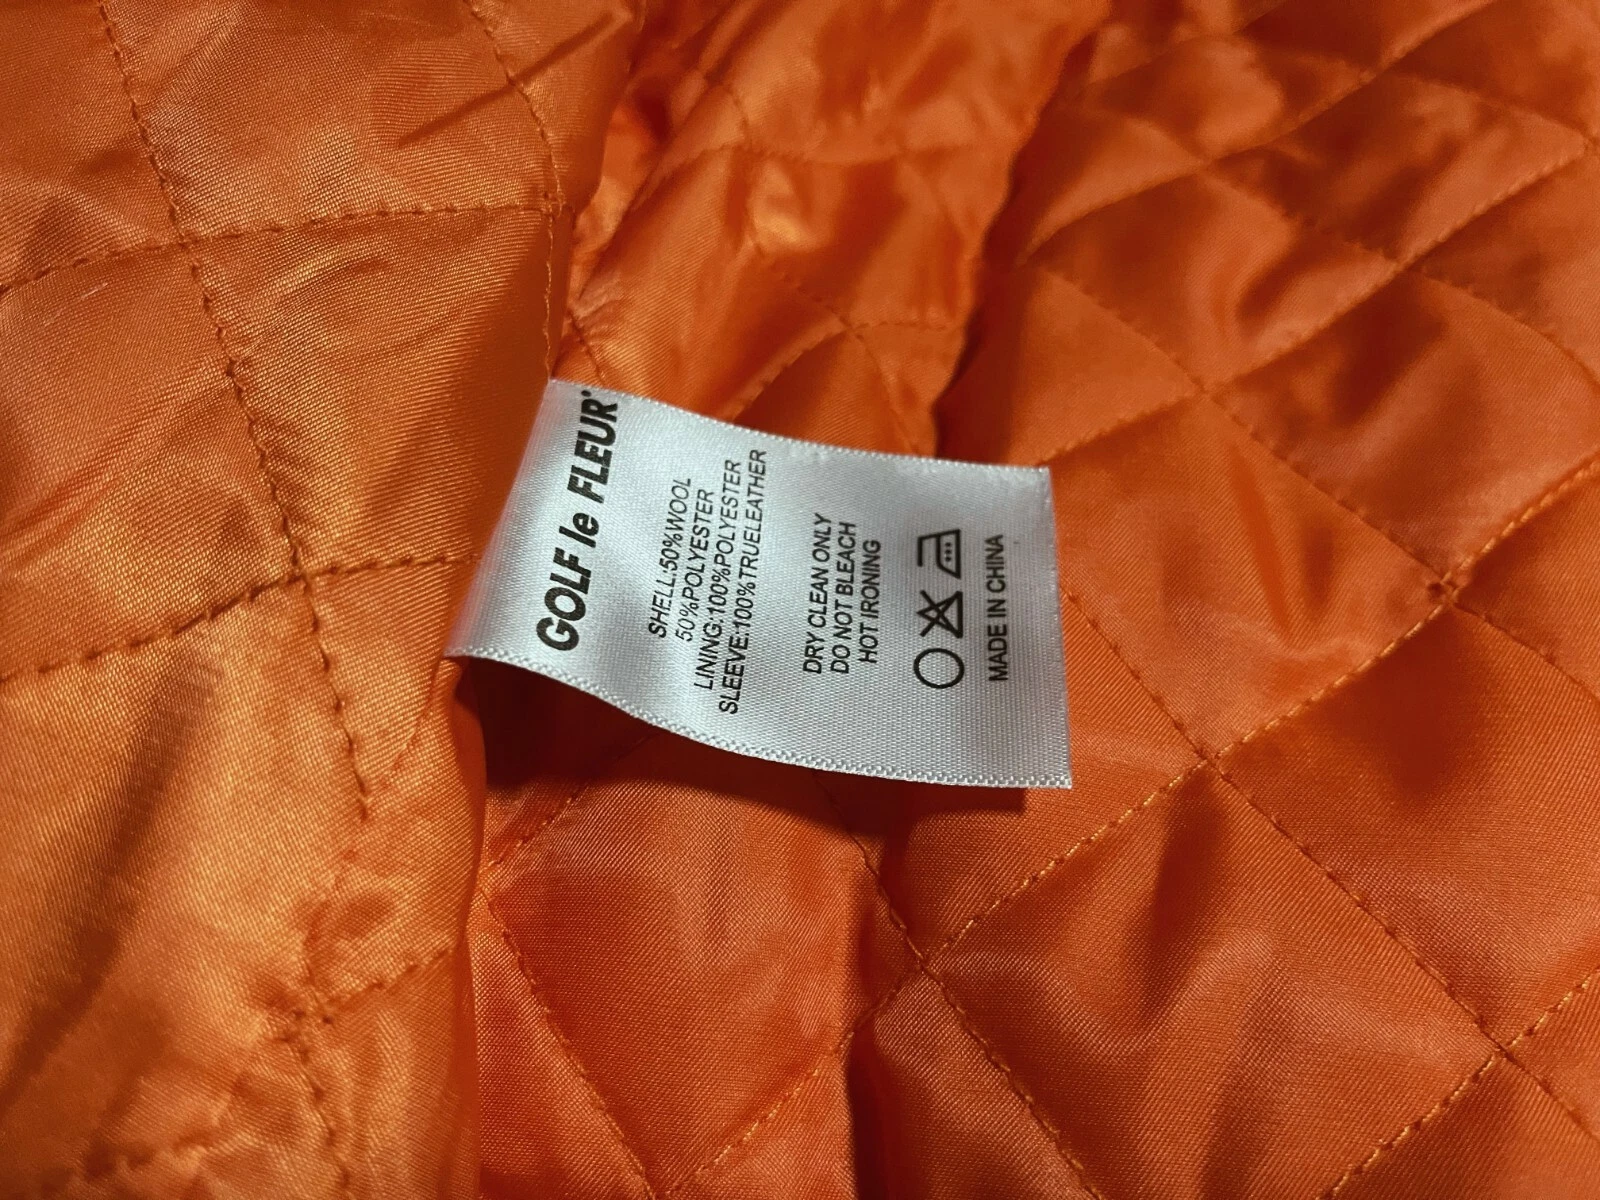 GOLF le FLEUR*
SHELL:50%WOOL
50%POLYESTER
LINING:100%POLYESTER
SLEEVE:100%TRUELEATHER
DRY CLEAN ONLY
DO NOT BLEACH
HOT IRONING
MADE IN CHINA